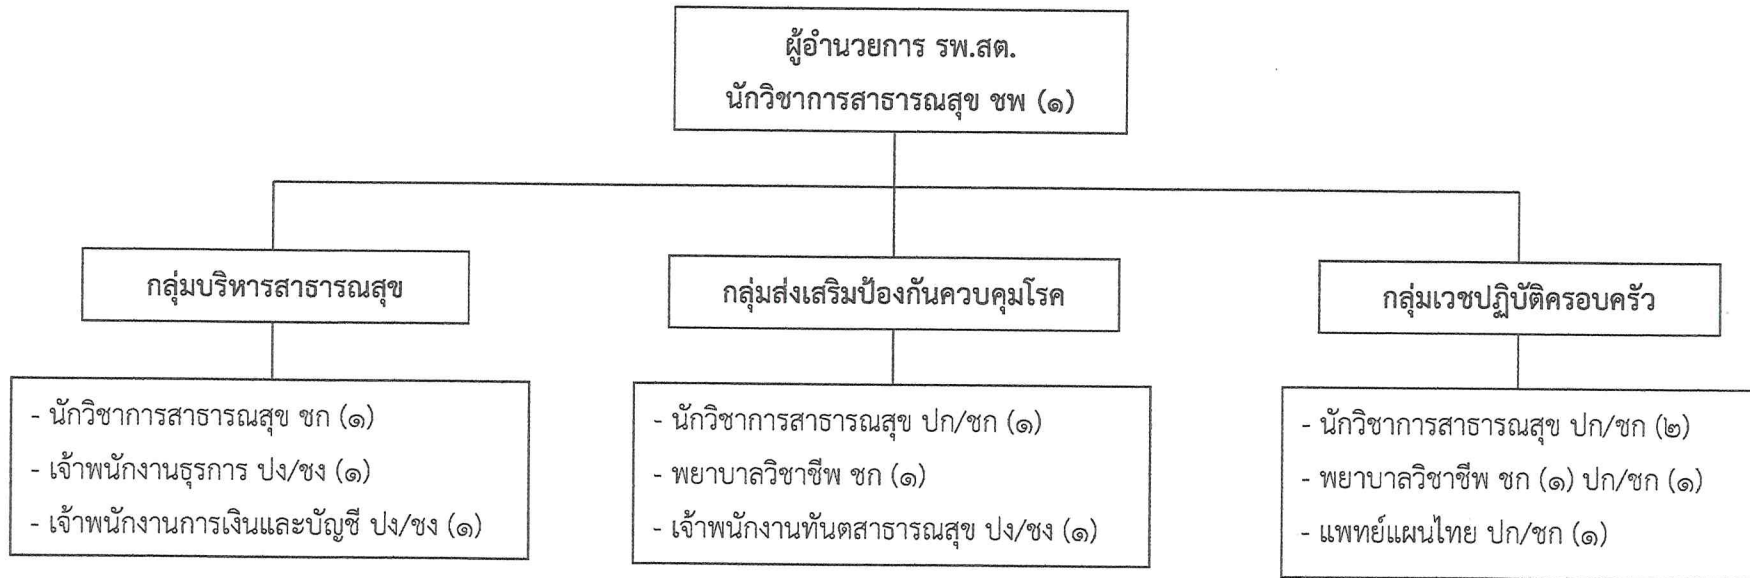 ผู้อำนวยการ รพ.สต.
นักวิชาการสาธารณสุข ชพ (๑)
กลุ่มบริหารสาธารณสุข
- นักวิชาการสาธารณสุข ชก (๑)
- เจ้าพนักงานธุรการ ปง/ชง (๑)
- เจ้าพนักงานการเงินและบัญชี ปง/ชง (๑)
กลุ่มส่งเสริมป้องกันควบคุมโรค
- นักวิชาการสาธารณสุข ปก/ชก (๑)
- พยาบาลวิชาชีพ ชก (๑)
- เจ้าพนักงานทันตสาธารณสุข ปง/ชง (๑)
กลุ่มเวชปฏิบัติครอบครัว
- นักวิชาการสาธารณสุข ปก/ชก (๒)
- พยาบาลวิชาชีพ ชก (๑) ปก/ชก (๑)
- แพทย์แผนไทย ปก/ชก (๑)